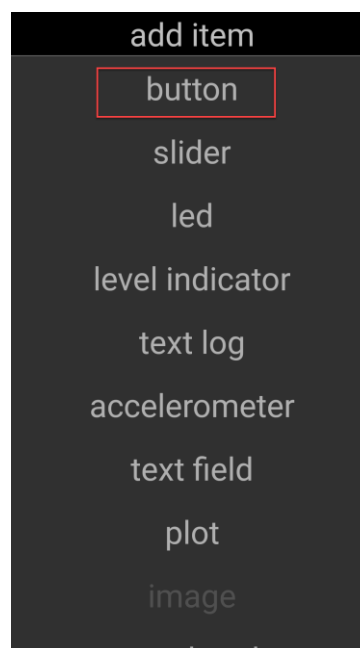 add item
button
slider
led
level indicator
text log
accelerometer
text field
plot
image